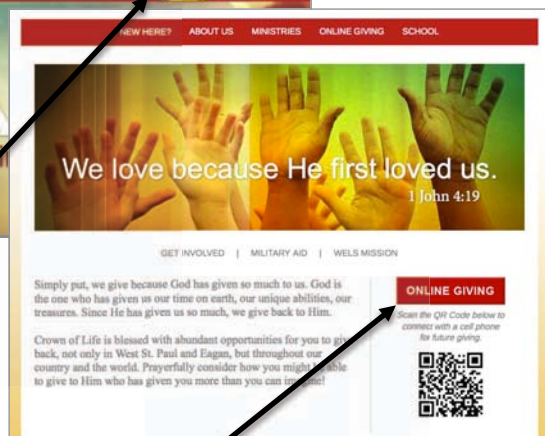 NEW HERE? ABOUT US MINISTRIES ONLINE GIVING SCHOOL
We love because He first loved us.
1 John 4:19
GET INVOLVED | MILITARY AID | WELS MISSION
Simply put, we give because God has given so much to us. God is
the one who has given us our time on earth, our unique abilities, our
treasures. Since He has given us so much, we give back to Him.
Crown of Life is blessed with abundant opportunities for you to give
back, not only in West St. Paul and Eagan, but throughout our
country and the world. Prayerfully consider how you might be able
to give to Him who has given you more than you can imagine!
ONLINE GIVING
Scan the QR Code below to
connect with a cell phone
for future giving.